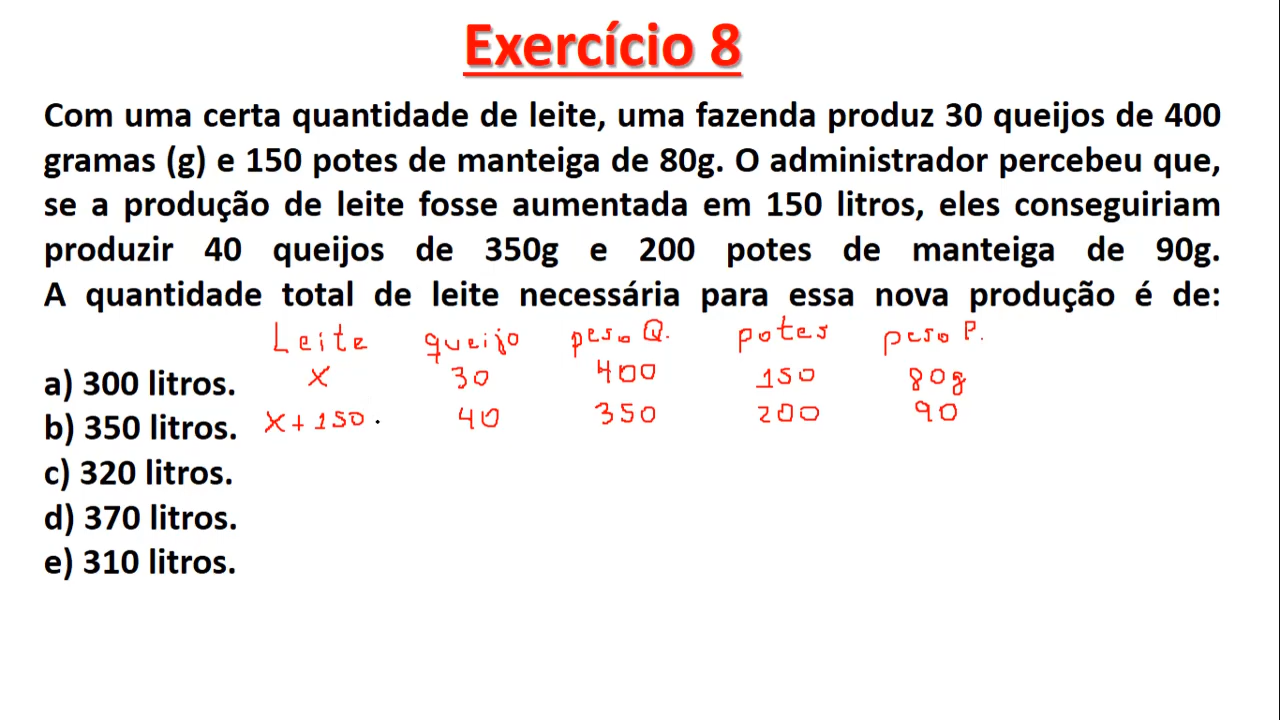 Exercício 8
Com uma certa quantidade de leite, uma fazenda produz 30 queijos de 400
gramas (g) e 150 potes de manteiga de 80g. O administrador percebeu que,
se a produção de leite fosse aumentada em 150 litros, eles conseguiriam
produzir 40 queijos de 350g e 200 potes de manteiga de 90g.
A quantidade total de leite necessária para essa nova produção é de:
Leite queijo peso Q. potes peso P.
a) 300 litros. x 30 400 150 80g
b) 350 litros. x + 150 40 350 200 90
c) 320 litros.
d) 370 litros.
e) 310 litros.